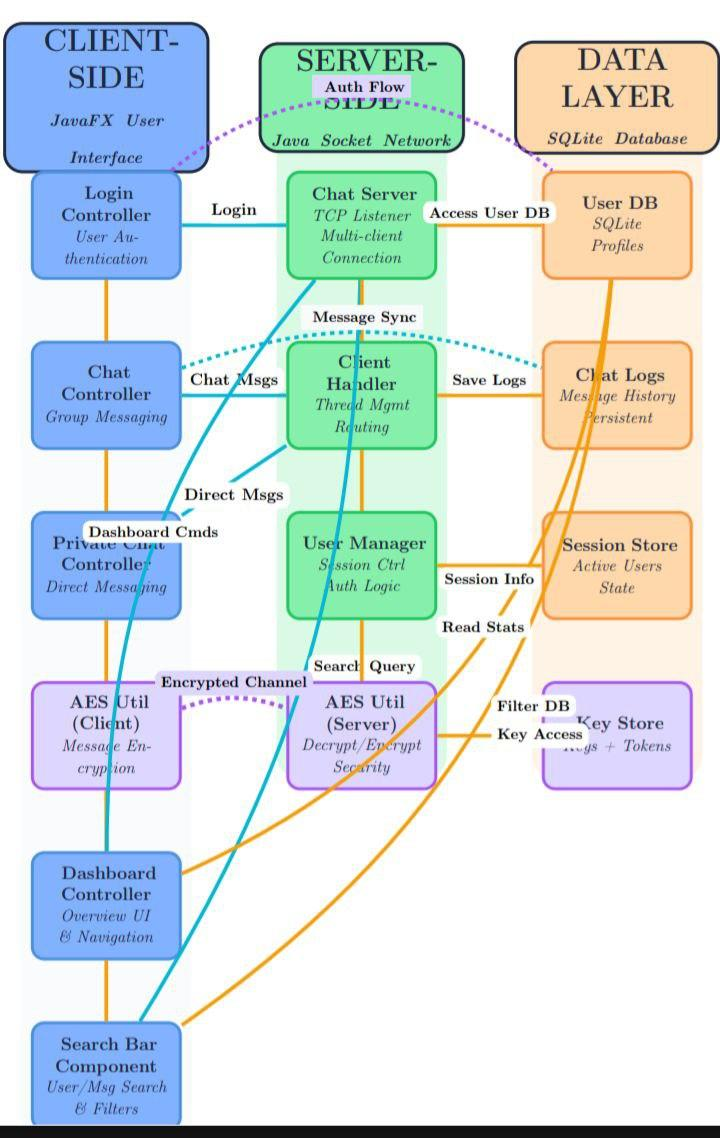 CLIENT-
SIDE
JavaFX User
Interface
SERVER-
SIDE
Java Socket Network
DATA
LAYER
SQLite Database
Auth Flow
Login
Controller
User Au-
thentication
Login
Chat Server
TCP Listener
Multi-client
Connection
Access User DB
User DB
SQLite
Profiles
Message Sync
Chat
Controller
Group Messaging
Chat Msgs
Client
Handler
Thread Mgmt
Routing
Save Logs
Chat Logs
Message History
Persistent
Direct Msgs
Dashboard Cmds
Private Chat
Controller
Direct Messaging
User Manager
Session Ctrl
Auth Logic
Session Info
Session Store
Active Users
State
Read Stats
Search Query
Encrypted Channel
AES Util
(Client)
Message En-
cryption
AES Util
(Server)
Decrypt/Encrypt
Security
Filter DB
Key Access
Key Store
Keys + Tokens
Dashboard
Controller
Overview UI
& Navigation
Search Bar
Component
User/Msg Search
& Filters